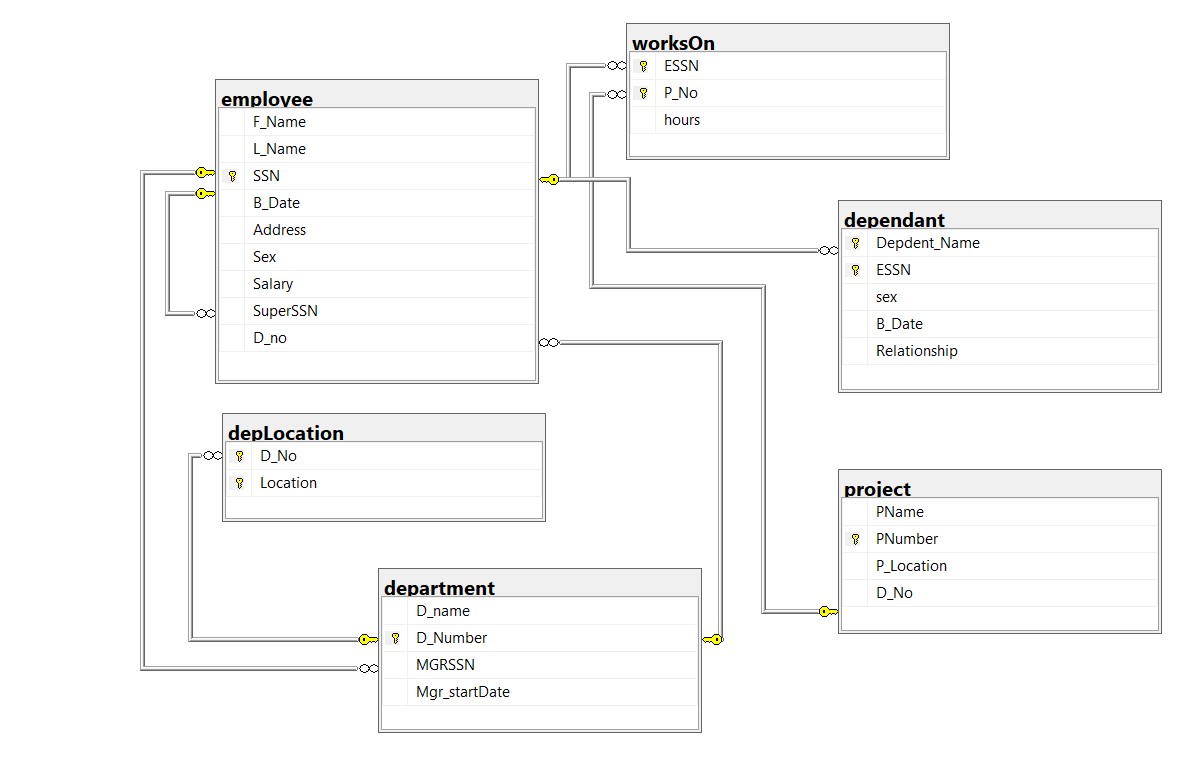 employee
F_Name
L_Name
SSN
B_Date
Address
Sex
Salary
SuperSSN
D_no
worksOn
ESSN
P_No
hours
dependant
Depdent_Name
ESSN
sex
B_Date
Relationship
depLocation
D_No
Location
project
PName
PNumber
P_Location
D_No
department
D_name
D_Number
MGRSSN
Mgr_startDate